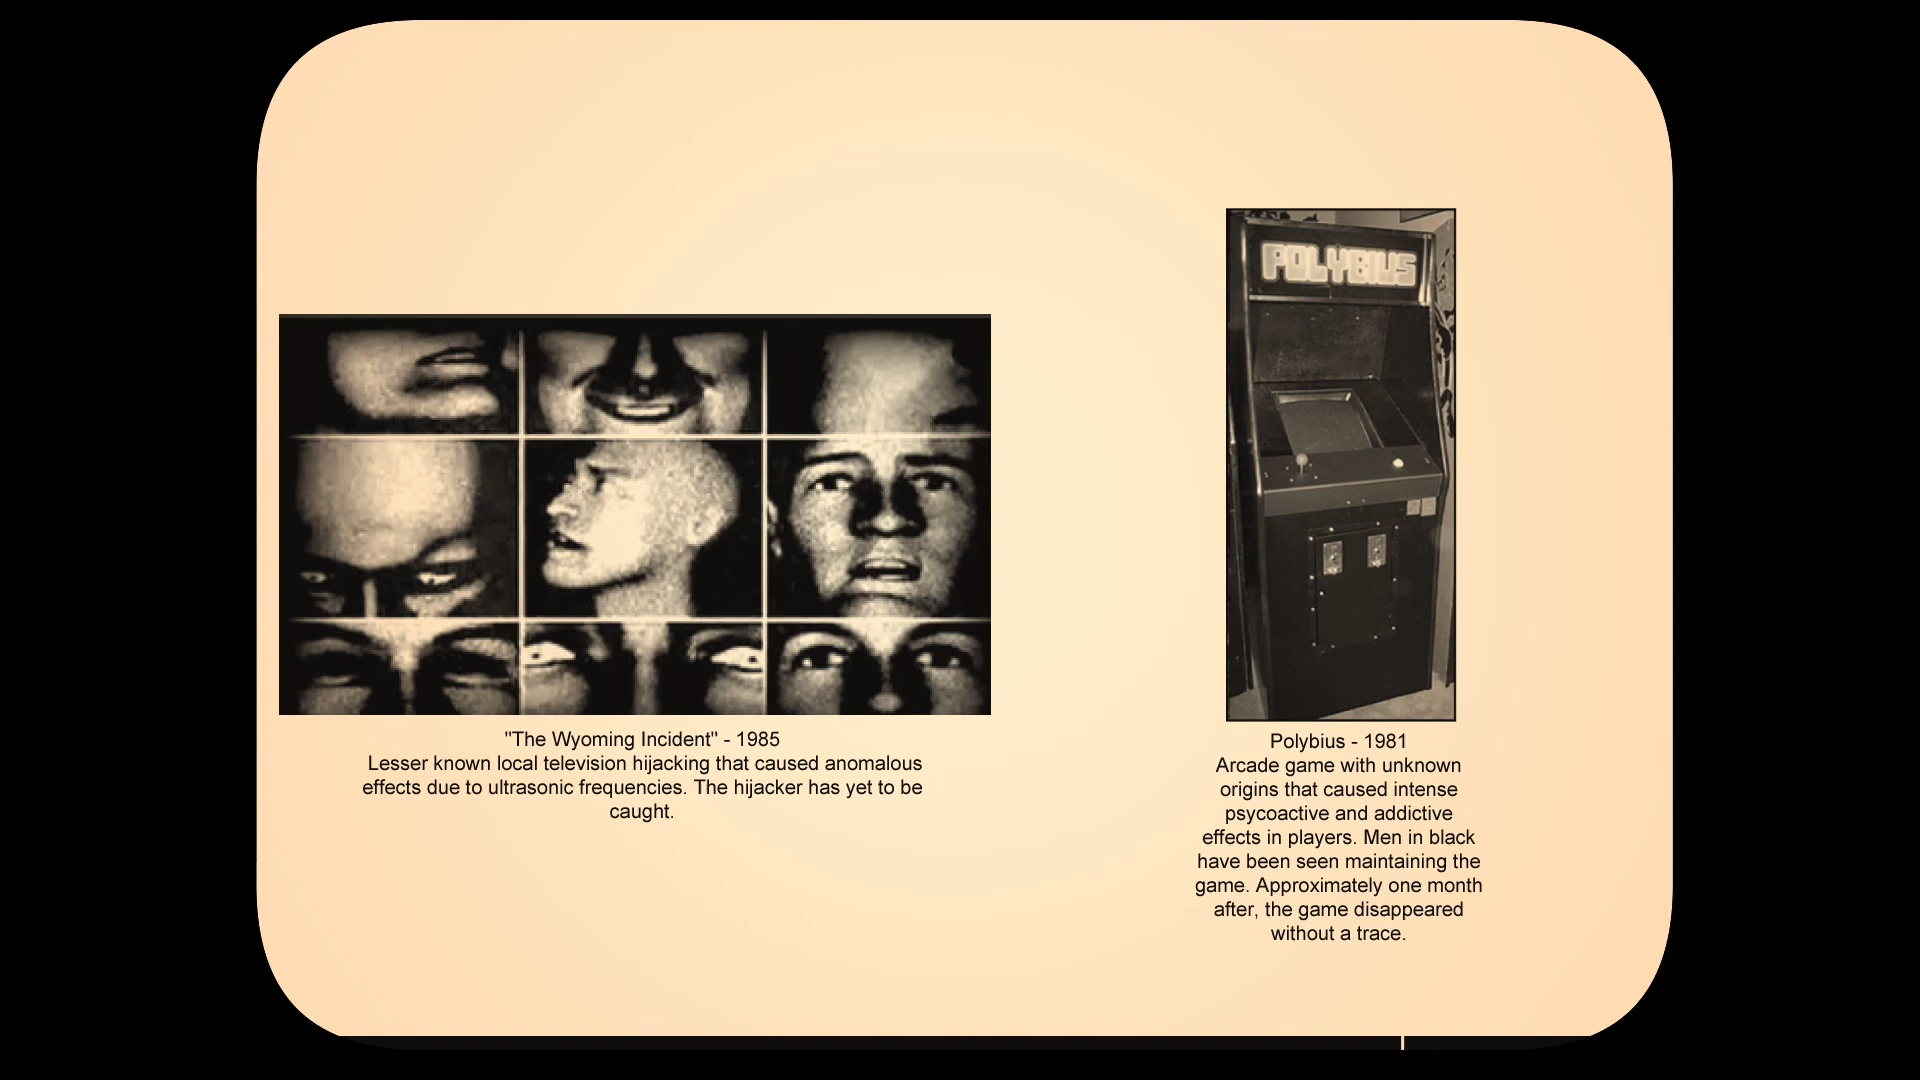 POLYBIUS
"The Wyoming Incident" - 1985
Lesser known local television hijacking that caused anomalous
effects due to ultrasonic frequencies. The hijacker has yet to be
caught.
Polybius - 1981
Arcade game with unknown
origins that caused intense
psycoactive and addictive
effects in players. Men in black
have been seen maintaining the
game. Approximately one month
after, the game disappeared
without a trace.